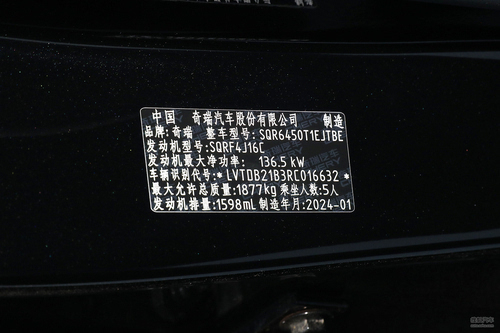 中国 奇瑞汽车股份有限公司 制造
品牌:奇瑞 整车型号:SQR6450T1EJTBE
发动机型号:SQRF4J16C
发动机最大净功率: 136.5 kW
车辆识别代号:*LVTDB21B3RC016632*
最大允许总质量:1877kg 乘坐人数:5人
发动机排量:1598mL 制造年月:2024-01